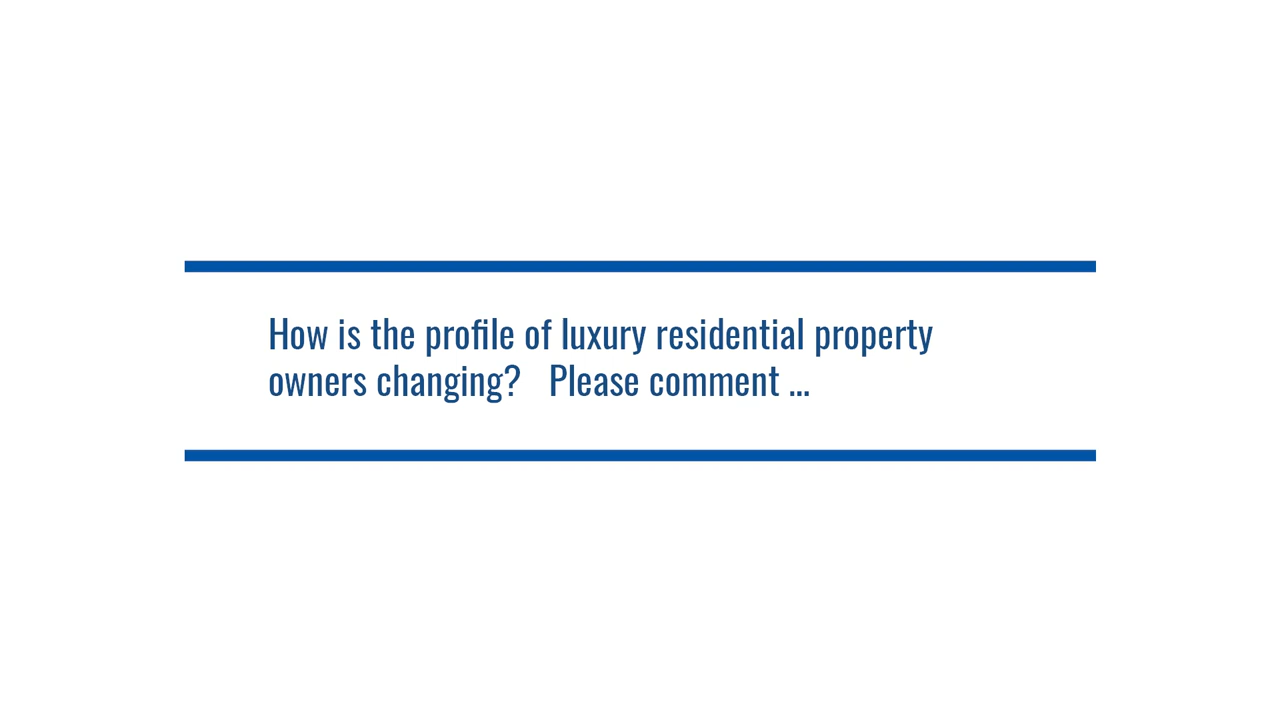 How is the profile of luxury residential property
owners changing?   Please comment ...